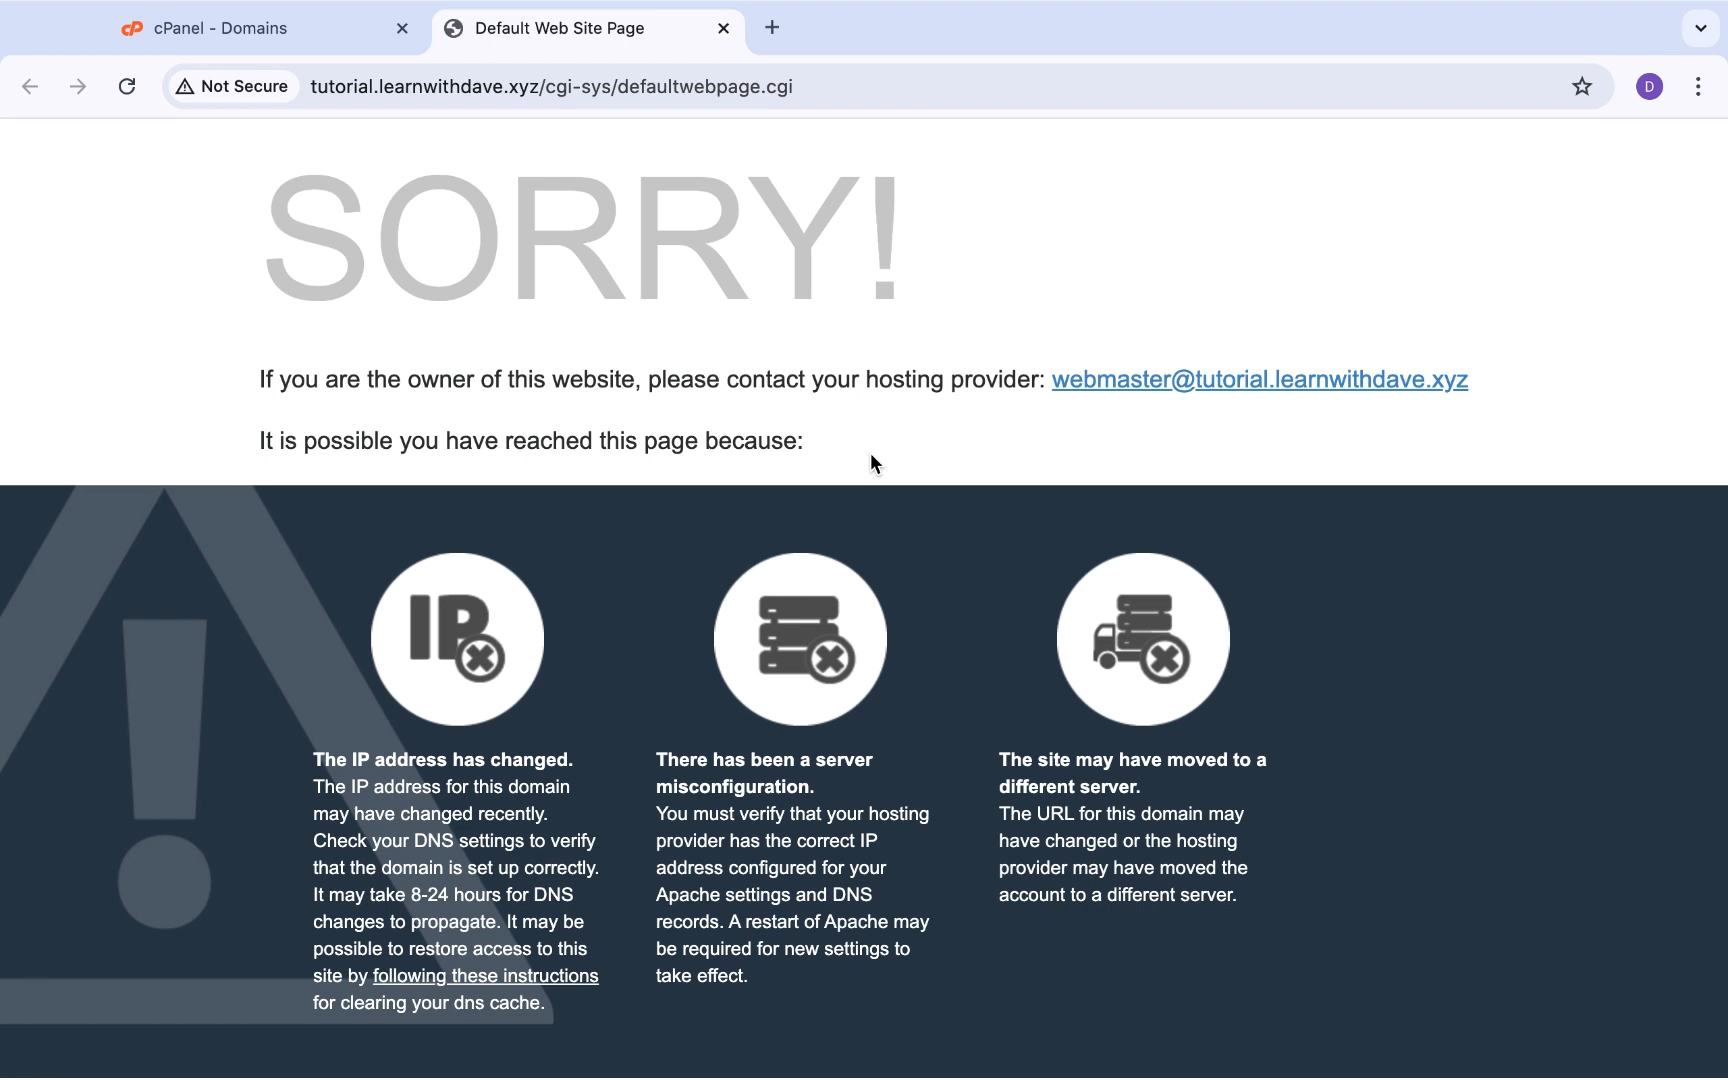 cPanel - Domains
Default Web Site Page
Not Secure
tutorial.learnwithdave.xyz/cgi-sys/defaultwebpage.cgi
D
SORRY!
If you are the owner of this website, please contact your hosting provider: webmaster@tutorial.learnwithdave.xyz
It is possible you have reached this page because:
IP
The IP address has changed.
The IP address for this domain
may have changed recently.
Check your DNS settings to verify
that the domain is set up correctly.
It may take 8-24 hours for DNS
changes to propagate. It may be
possible to restore access to this
site by following these instructions
for clearing your dns cache.
There has been a server
misconfiguration.
You must verify that your hosting
provider has the correct IP
address configured for your
Apache settings and DNS
records. A restart of Apache may
be required for new settings to
take effect.
The site may have moved to a
different server.
The URL for this domain may
have changed or the hosting
provider may have moved the
account to a different server.